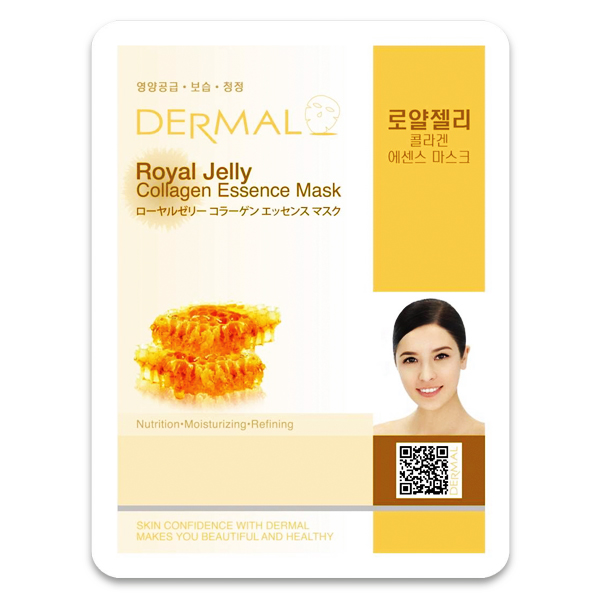 영양공급 • 보습 • 정정
DERMAL
Royal Jelly
Collagen Essence Mask
ローヤルゼリー コラーゲン エッセンス マスク
로얄젤리
콜라겐
에센스 마스크
Nutrition•Moisturizing•Refining
DERMAL
SKIN CONFIDENCE WITH DERMAL
MAKES YOU BEAUTIFUL AND HEALTHY